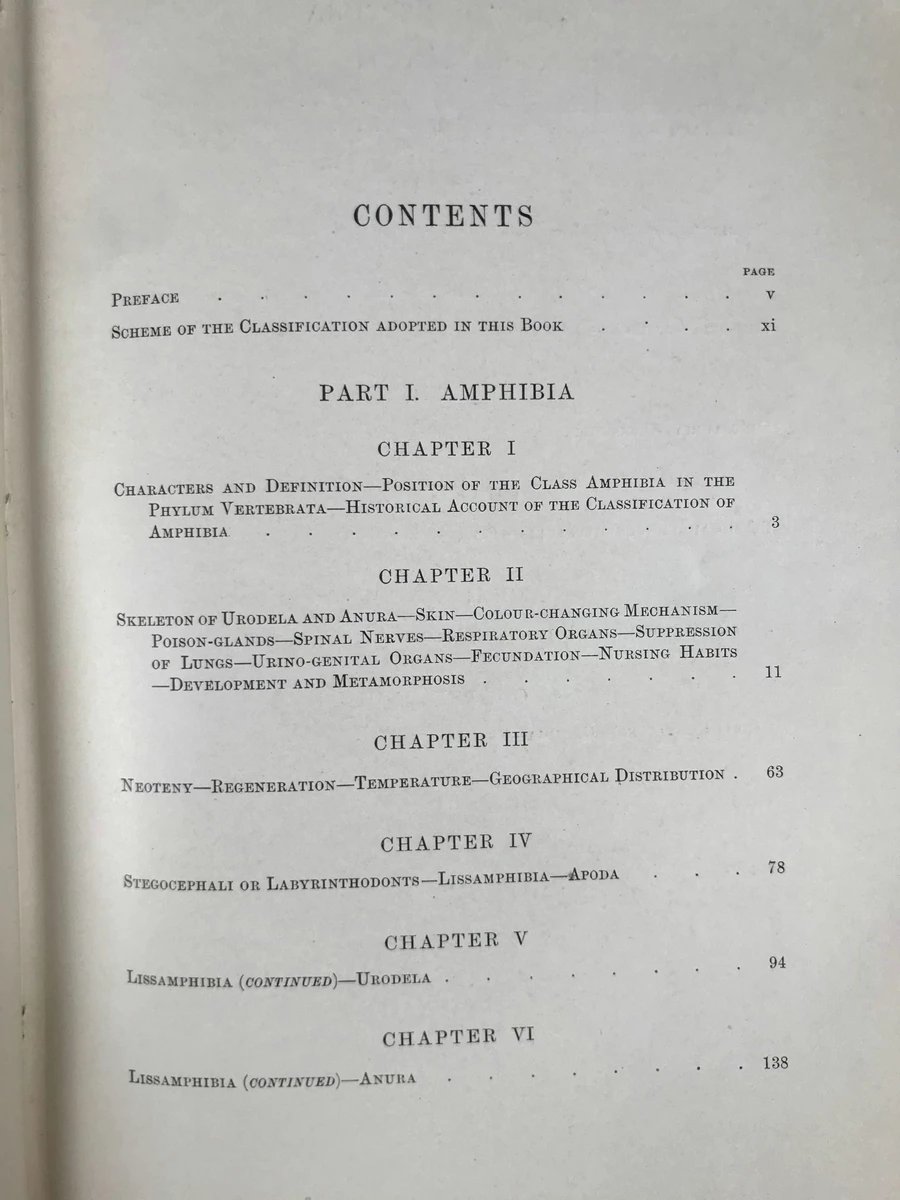 CONTENTS
PAGE
PREFACE . . . . . . . . . . . . . v
SCHEME OF THE CLASSIFICATION ADOPTED IN THIS BOOK . . . . xi
PART I. AMPHIBIA
CHAPTER I
CHARACTERS AND DEFINITION—POSITION OF THE CLASS AMPHIBIA IN THE
PHYLUM VERTEBRATA—HISTORICAL ACCOUNT OF THE CLASSIFICATION OF
AMPHIBIA . . . . . . . . . . . . 3
CHAPTER II
SKELETON OF URODELA AND ANURA—SKIN—COLOUR-CHANGING MECHANISM—
POISON-GLANDS—SPINAL NERVES—RESPIRATORY ORGANS—SUPPRESSION
OF LUNGS—URINO-GENITAL ORGANS—FECUNDATION—NURSING HABITS
—DEVELOPMENT AND METAMORPHOSIS . . . . . . . 11
CHAPTER III
NEOTENY—REGENERATION—TEMPERATURE—GEOGRAPHICAL DISTRIBUTION . 63
CHAPTER IV
STEGOCEPHALI OR LABYRINTHODONTS—LISSAMPHIBIA—APODA . . . 78
CHAPTER V
LISSAMPHIBIA (CONTINUED)—URODELA . . . . . . . . 94
CHAPTER VI
LISSAMPHIBIA (CONTINUED)—ANURA . . . . . . . . 138